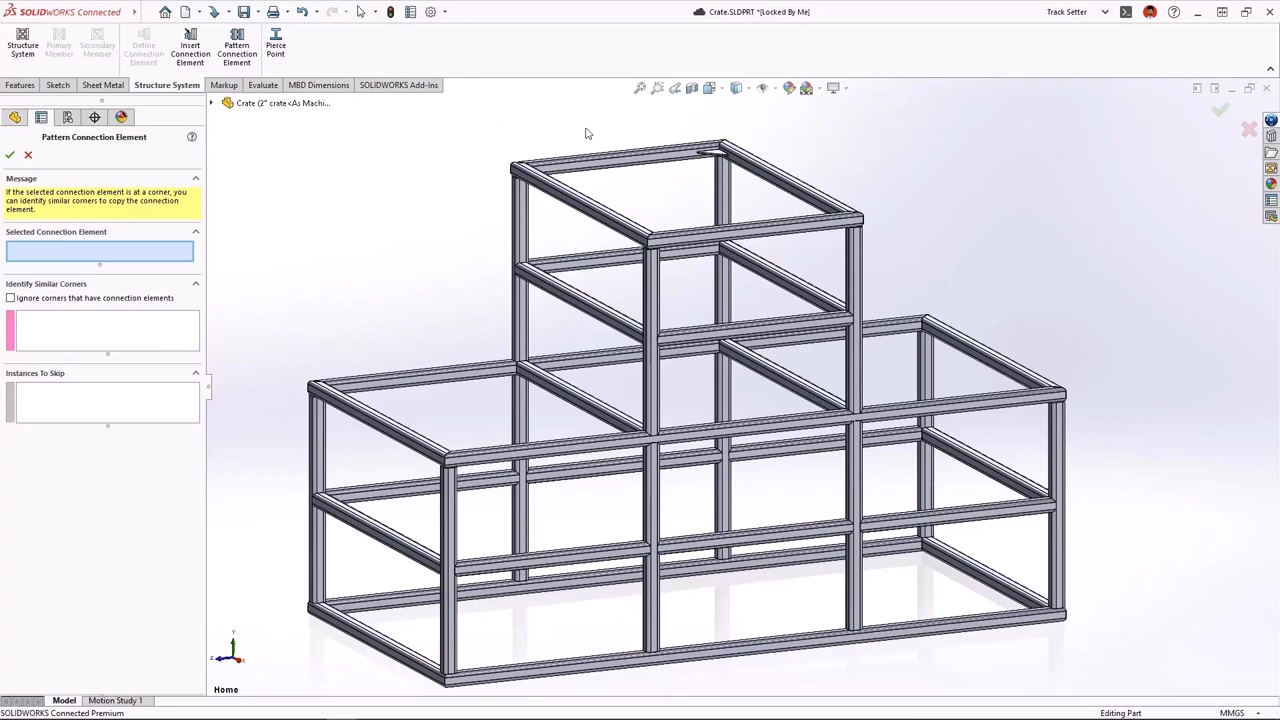 SOLIDWORKS Connected
Crate.SLDPRT *[Locked By Me]
Track Setter
Structure System
Primary Member
Secondary Member
Define Connection Element
Insert Connection Element
Pattern Connection Element
Pierce Point
Features
Sketch
Sheet Metal
Structure System
Markup
Evaluate
MBD Dimensions
SOLIDWORKS Add-Ins
Crate (2" crate<As Machi...
Pattern Connection Element
Message
If the selected connection element is at a corner, you
can identify similar corners to copy the connection
element.
Selected Connection Element
Identify Similar Corners
Ignore corners that have connection elements
Instances To Skip
Y
Z
X
Home
Model
Motion Study 1
SOLIDWORKS Connected Premium
Editing Part
MMGS